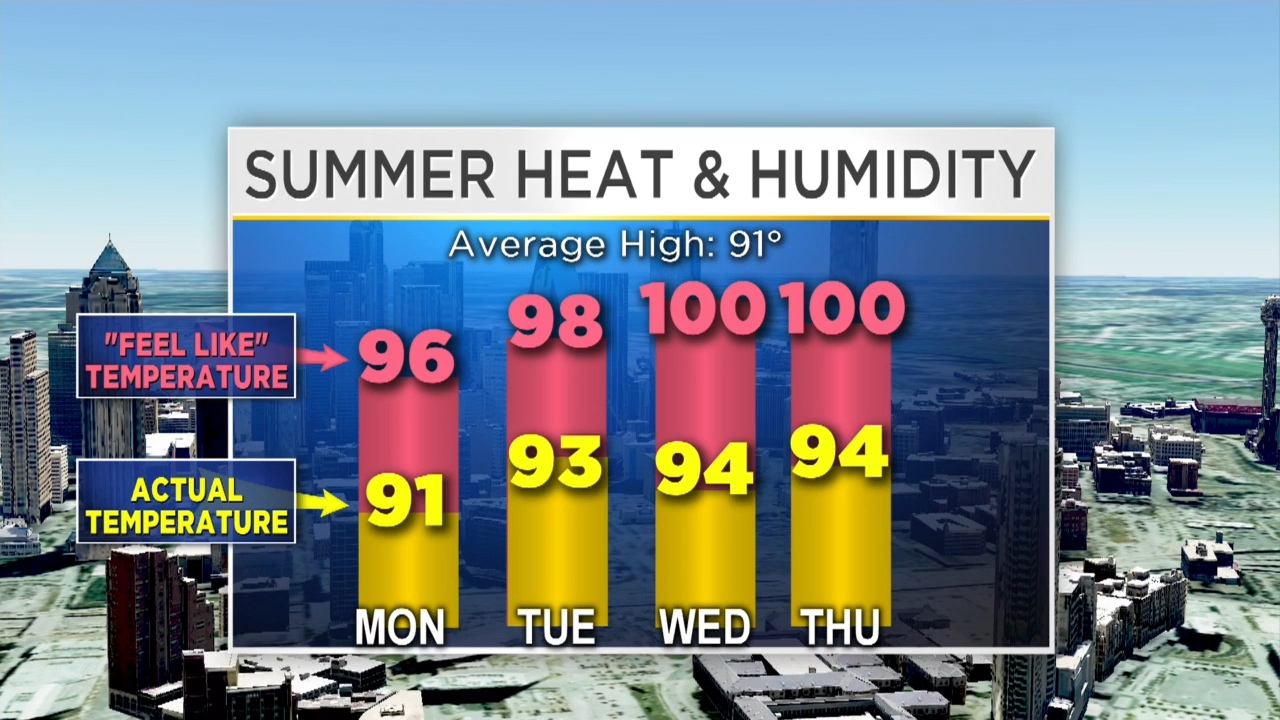 SUMMER HEAT & HUMIDITY
Average High: 91°
96 98 100 100
"FEEL LIKE"
TEMPERATURE
91 93 94 94
ACTUAL
TEMPERATURE
MON TUE WED THU